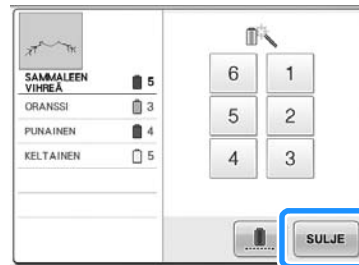 SAMMALEEN
VIHREÄ 5
ORANSSI 3
PUNAINEN 4
KELTAINEN 5
6 1
5 2
4 3
SULJE